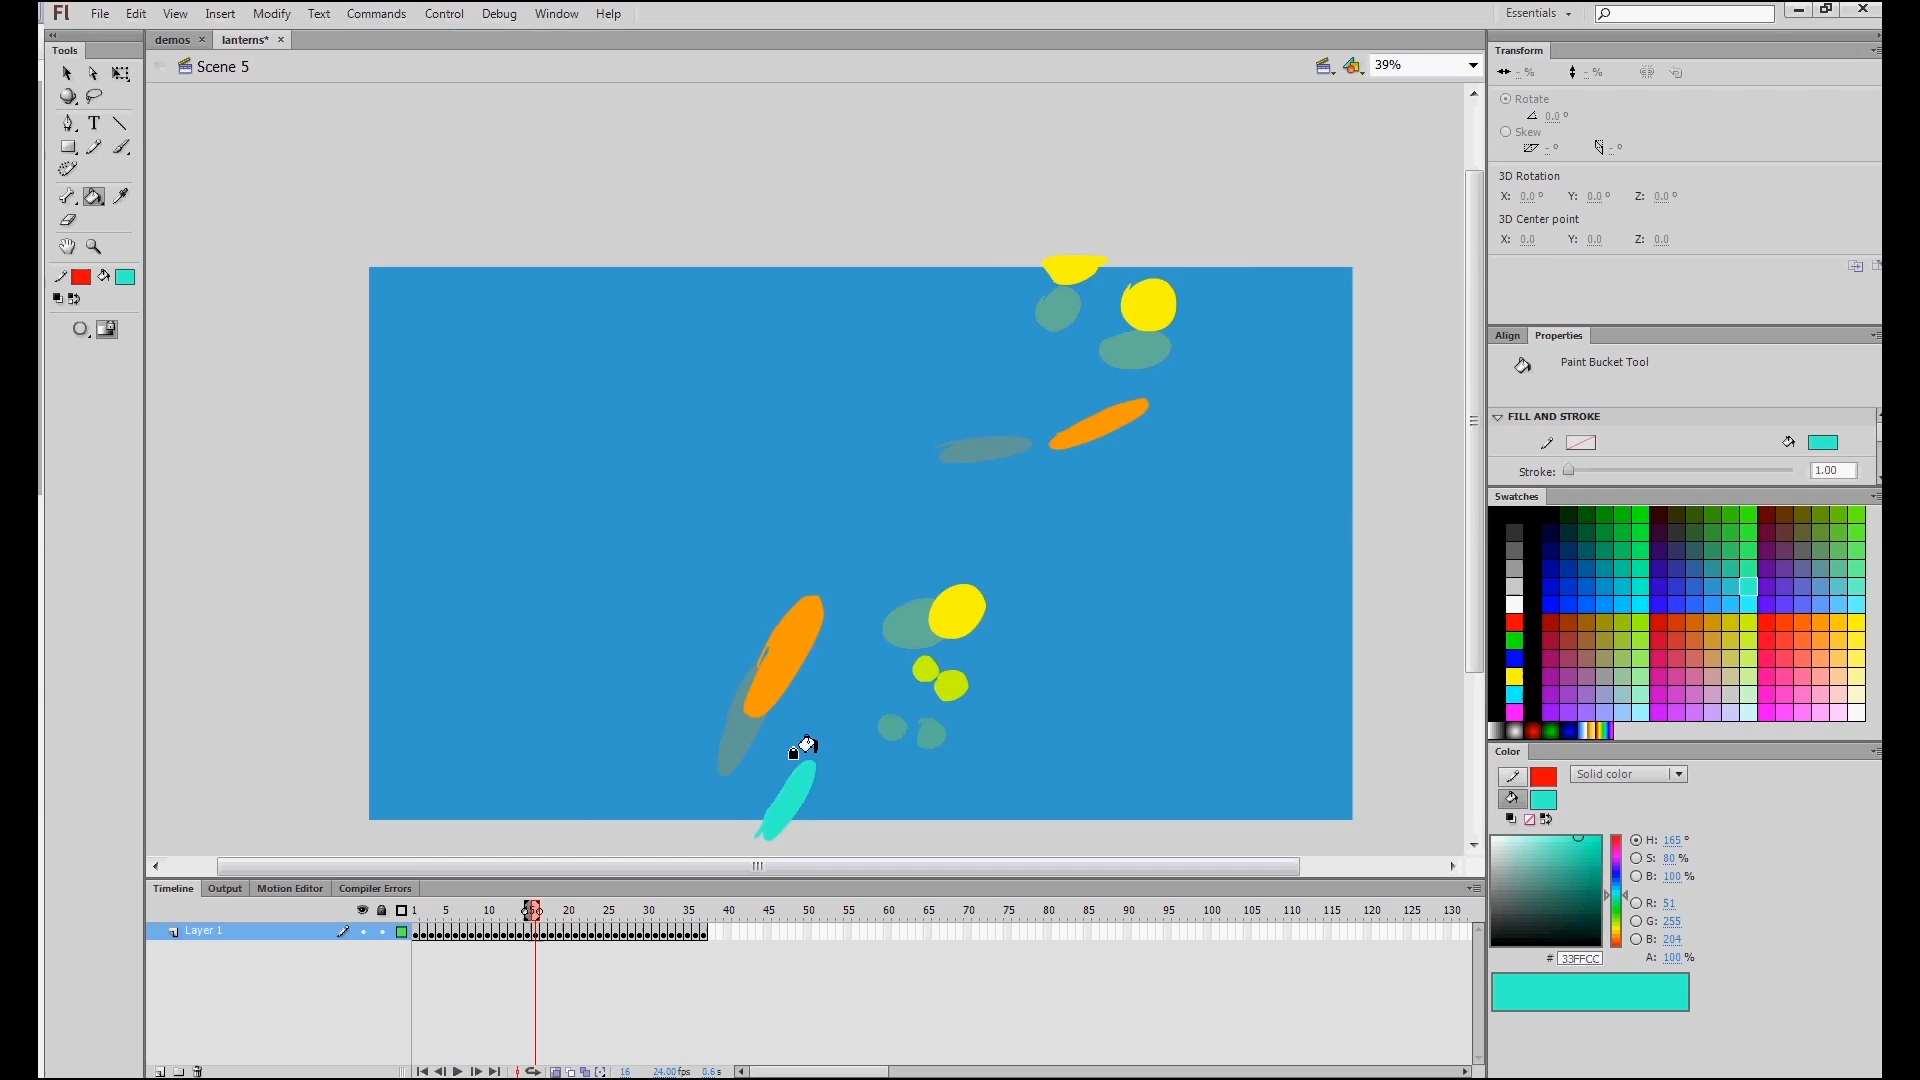 Fl File Edit View Insert Modify Text Commands Control Debug Window Help Essentials
demos × lanterns* ×
Scene 5
39%
Tools
T
Transform
- % - %
Rotate
0.0 °
Skew
- ° - °
3D Rotation
X: 0.0 ° Y: 0.0 ° Z: 0.0 °
3D Center point
X: 0.0 Y: 0.0 Z: 0.0
Align Properties
Paint Bucket Tool
FILL AND STROKE
Stroke: 1.00
Swatches
Color
Solid color
H: 165 °
S: 80 %
B: 100 %
R: 51
G: 255
B: 204
# 33FFCC A: 100 %
Timeline Output Motion Editor Compiler Errors
1 5 10 15 20 25 30 35 40 45 50 55 60 65 70 75 80 85 90 95 100 105 110 115 120 125 130
Layer 1
16 24.00 fps 0.6 s